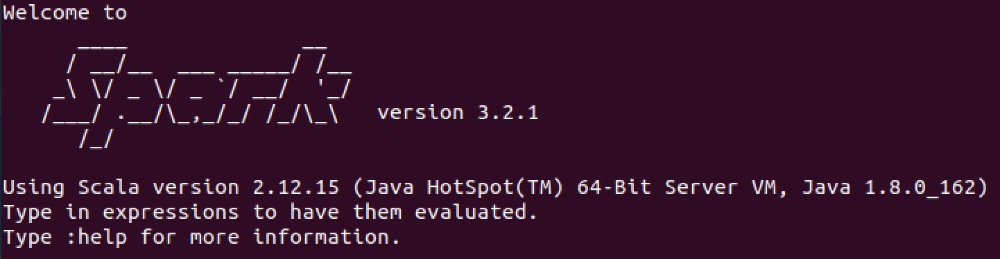 Welcome to
      ____              __
     / __/__  ___ _____/ /__
    _\ \/ _ \/ _ `/ __/  '_/
   /___/ .__/\_,_/_/ /_/\_\   version 3.2.1
      /_/
Using Scala version 2.12.15 (Java HotSpot(TM) 64-Bit Server VM, Java 1.8.0_162)
Type in expressions to have them evaluated.
Type :help for more information.